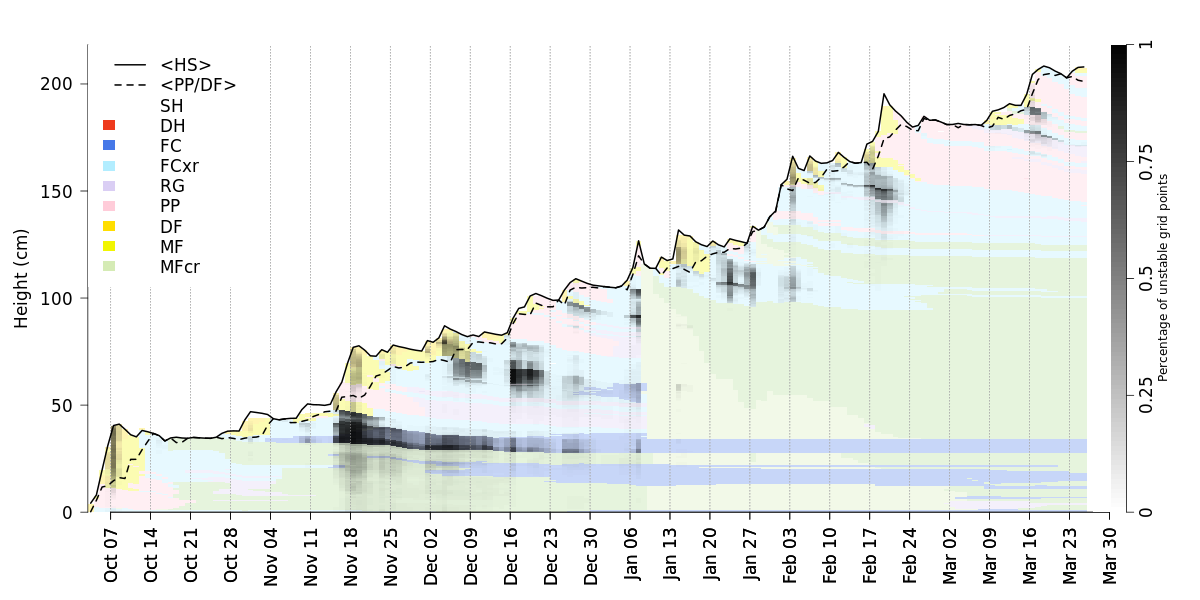 <HS>
<PP/DF>
SH
DH
FC
FCxr
RG
PP
DF
MF
MFcr
Height (cm)
200
150
100
50
0
Oct 07
Oct 14
Oct 21
Oct 28
Nov 04
Nov 11
Nov 18
Nov 25
Dec 02
Dec 09
Dec 16
Dec 23
Dec 30
Jan 06
Jan 13
Jan 20
Jan 27
Feb 03
Feb 10
Feb 17
Feb 24
Mar 02
Mar 09
Mar 16
Mar 23
Mar 30
1
0.75
0.5
0.25
0
Percentage of unstable grid points